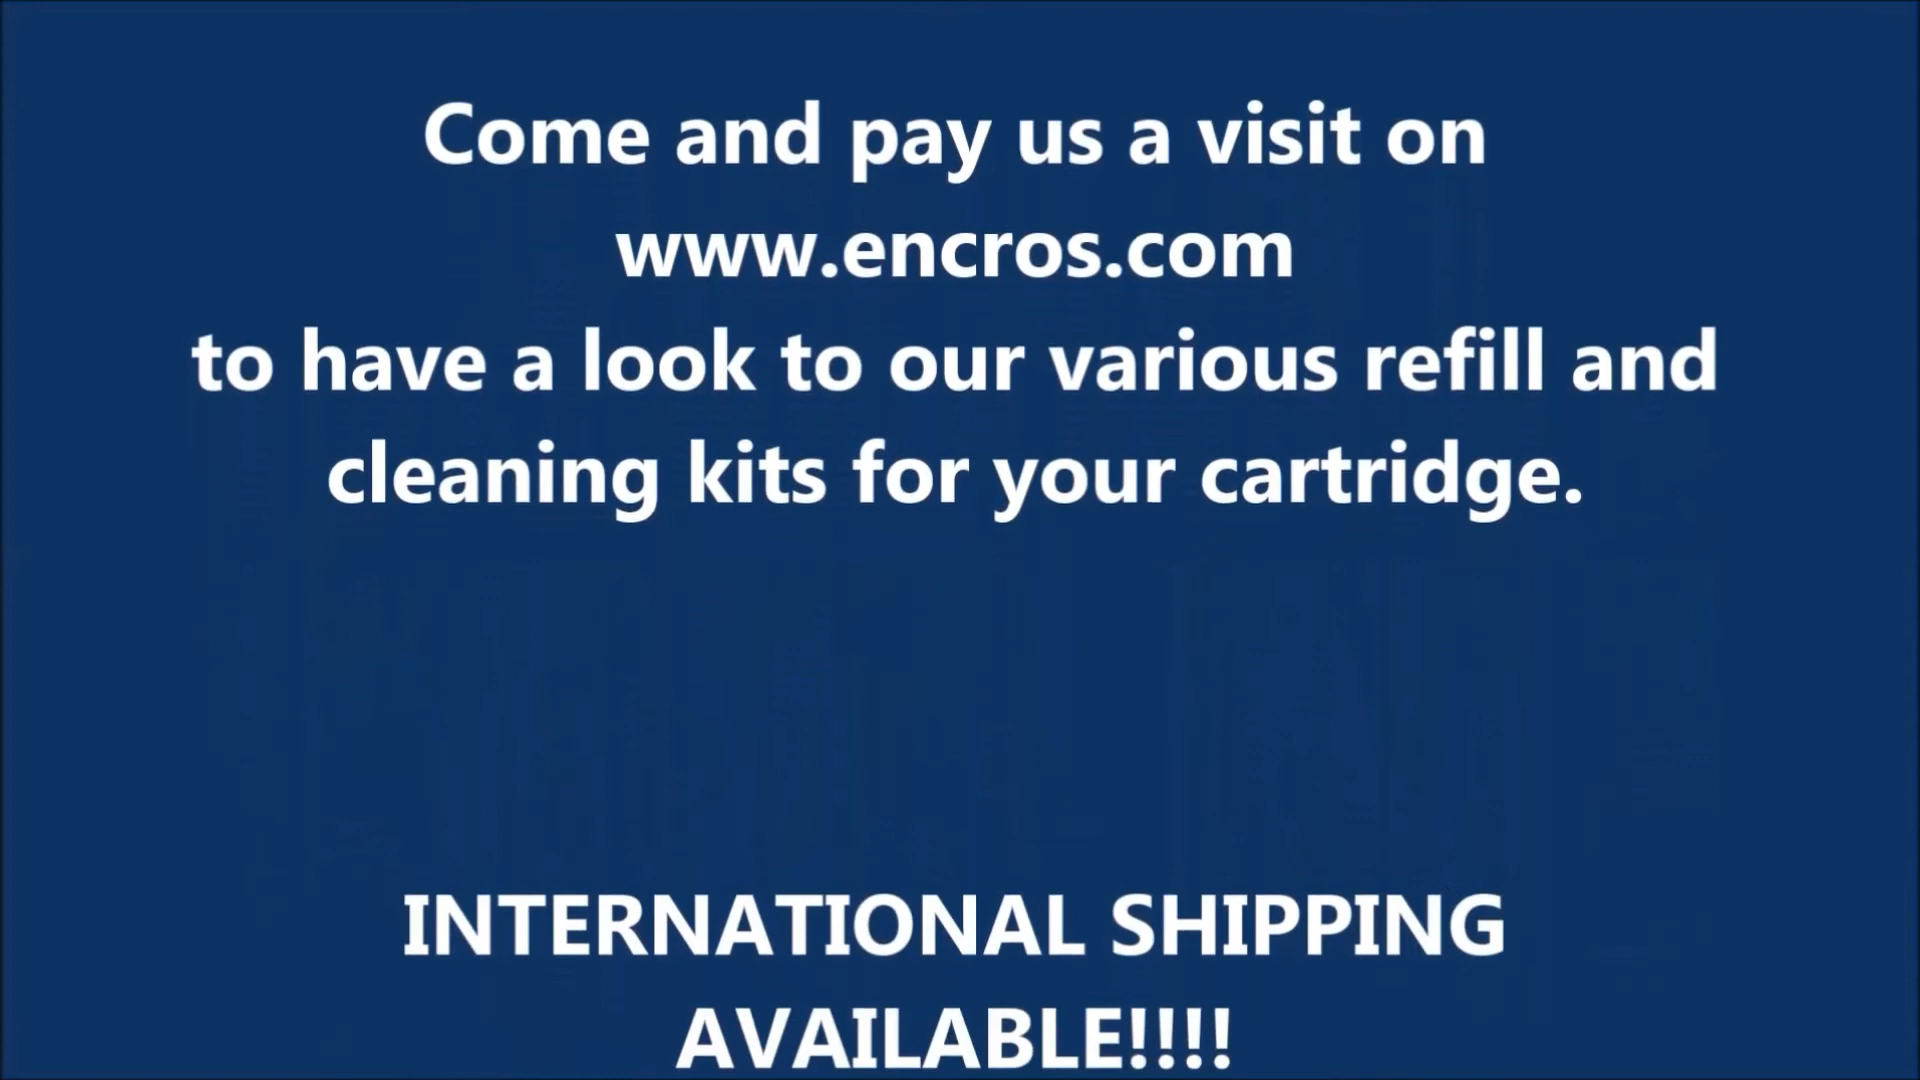 Come and pay us a visit on
www.encros.com
to have a look to our various refill and
cleaning kits for your cartridge.
INTERNATIONAL SHIPPING
AVAILABLE!!!!